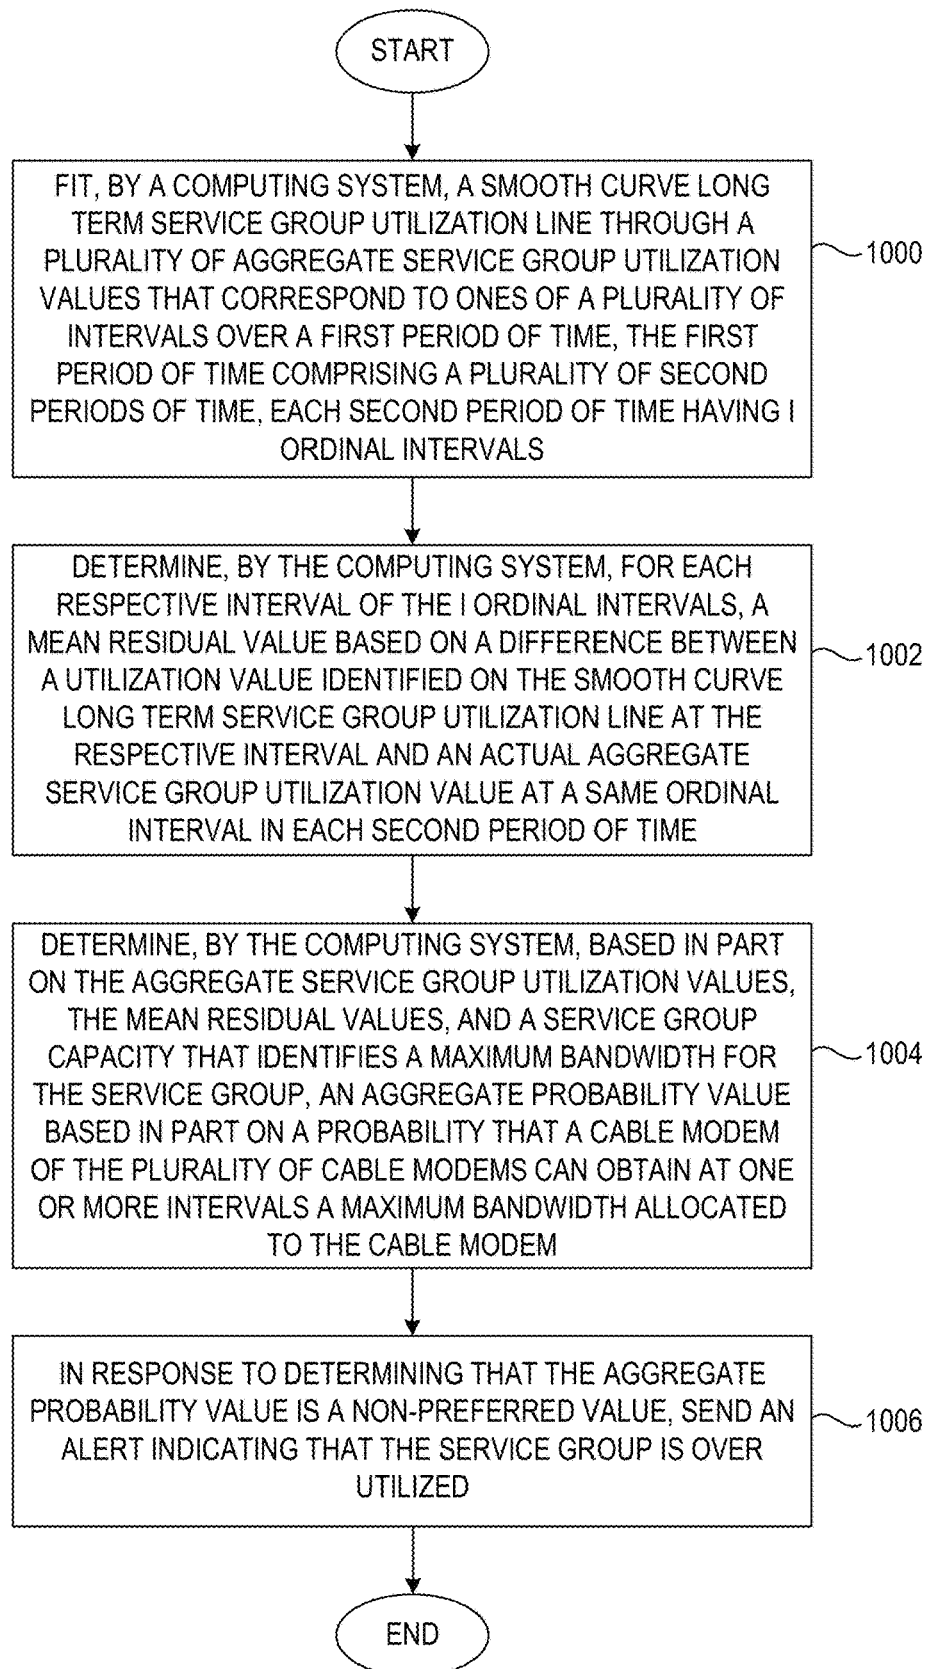 START
FIT, BY A COMPUTING SYSTEM, A SMOOTH CURVE LONG
TERM SERVICE GROUP UTILIZATION LINE THROUGH A
PLURALITY OF AGGREGATE SERVICE GROUP UTILIZATION
VALUES THAT CORRESPOND TO ONES OF A PLURALITY OF
INTERVALS OVER A FIRST PERIOD OF TIME, THE FIRST
PERIOD OF TIME COMPRISING A PLURALITY OF SECOND
PERIODS OF TIME, EACH SECOND PERIOD OF TIME HAVING I
ORDINAL INTERVALS
1000
DETERMINE, BY THE COMPUTING SYSTEM, FOR EACH
RESPECTIVE INTERVAL OF THE I ORDINAL INTERVALS, A
MEAN RESIDUAL VALUE BASED ON A DIFFERENCE BETWEEN
A UTILIZATION VALUE IDENTIFIED ON THE SMOOTH CURVE
LONG TERM SERVICE GROUP UTILIZATION LINE AT THE
RESPECTIVE INTERVAL AND AN ACTUAL AGGREGATE
SERVICE GROUP UTILIZATION VALUE AT A SAME ORDINAL
INTERVAL IN EACH SECOND PERIOD OF TIME
1002
DETERMINE, BY THE COMPUTING SYSTEM, BASED IN PART
ON THE AGGREGATE SERVICE GROUP UTILIZATION VALUES,
THE MEAN RESIDUAL VALUES, AND A SERVICE GROUP
CAPACITY THAT IDENTIFIES A MAXIMUM BANDWIDTH FOR
THE SERVICE GROUP, AN AGGREGATE PROBABILITY VALUE
BASED IN PART ON A PROBABILITY THAT A CABLE MODEM
OF THE PLURALITY OF CABLE MODEMS CAN OBTAIN AT ONE
OR MORE INTERVALS A MAXIMUM BANDWIDTH ALLOCATED
TO THE CABLE MODEM
1004
IN RESPONSE TO DETERMINING THAT THE AGGREGATE
PROBABILITY VALUE IS A NON-PREFERRED VALUE, SEND AN
ALERT INDICATING THAT THE SERVICE GROUP IS OVER
UTILIZED
1006
END